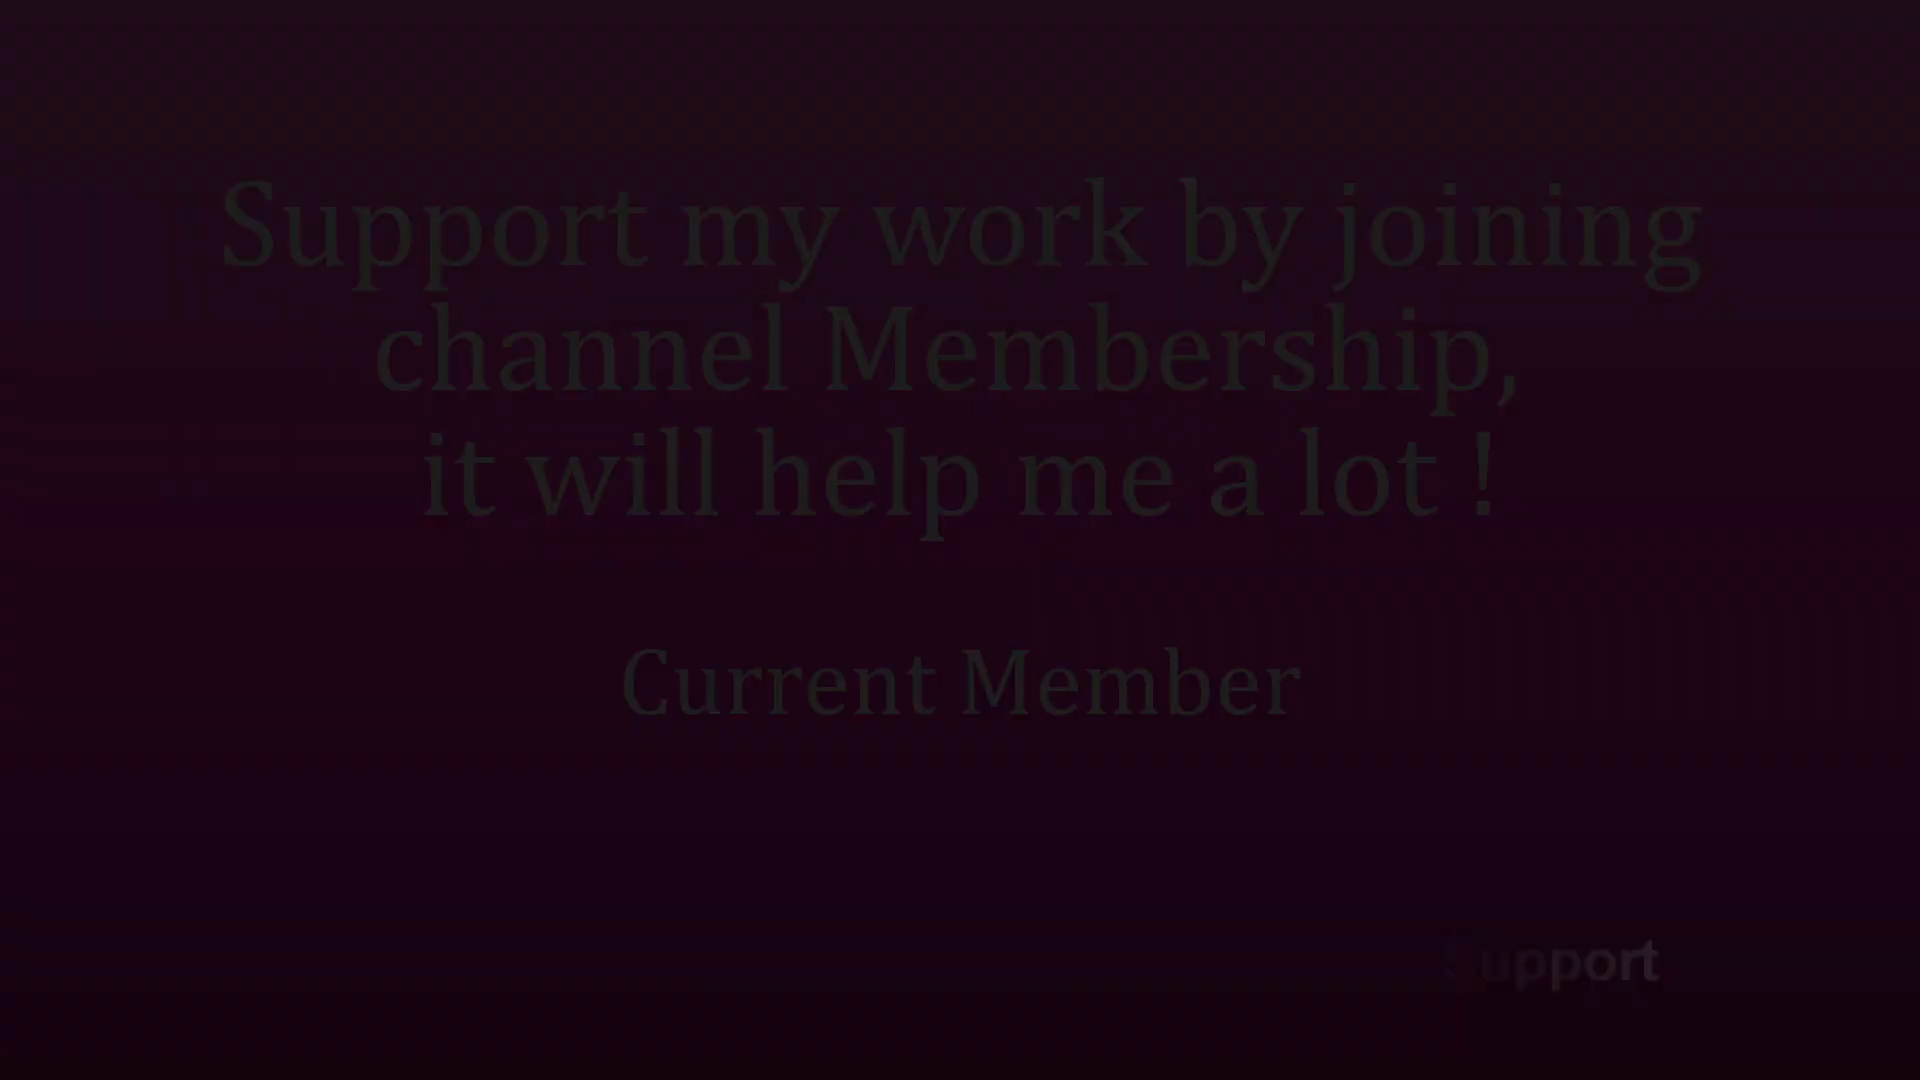 Support my work by joining
channel Membership,
it will help me a lot !
Current Member
Support